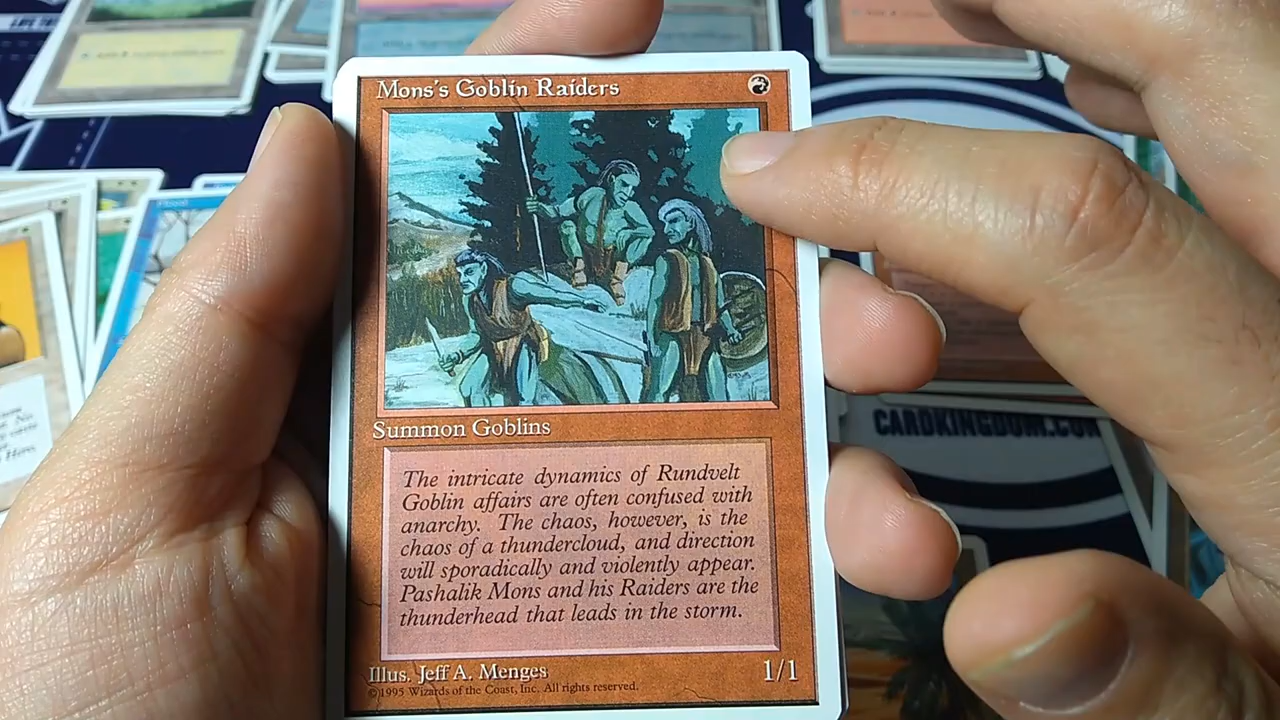 Mons's Goblin Raiders
Summon Goblins
The intricate dynamics of Rundvelt
Goblin affairs are often confused with
anarchy. The chaos, however, is the
chaos of a thundercloud, and direction
will sporadically and violently appear.
Pashalik Mons and his Raiders are the
thunderhead that leads in the storm.
Illus. Jeff A. Menges
1/1
©1995 Wizards of the Coast, Inc. All rights reserved.
CARDKINGDOM.COM
Flood